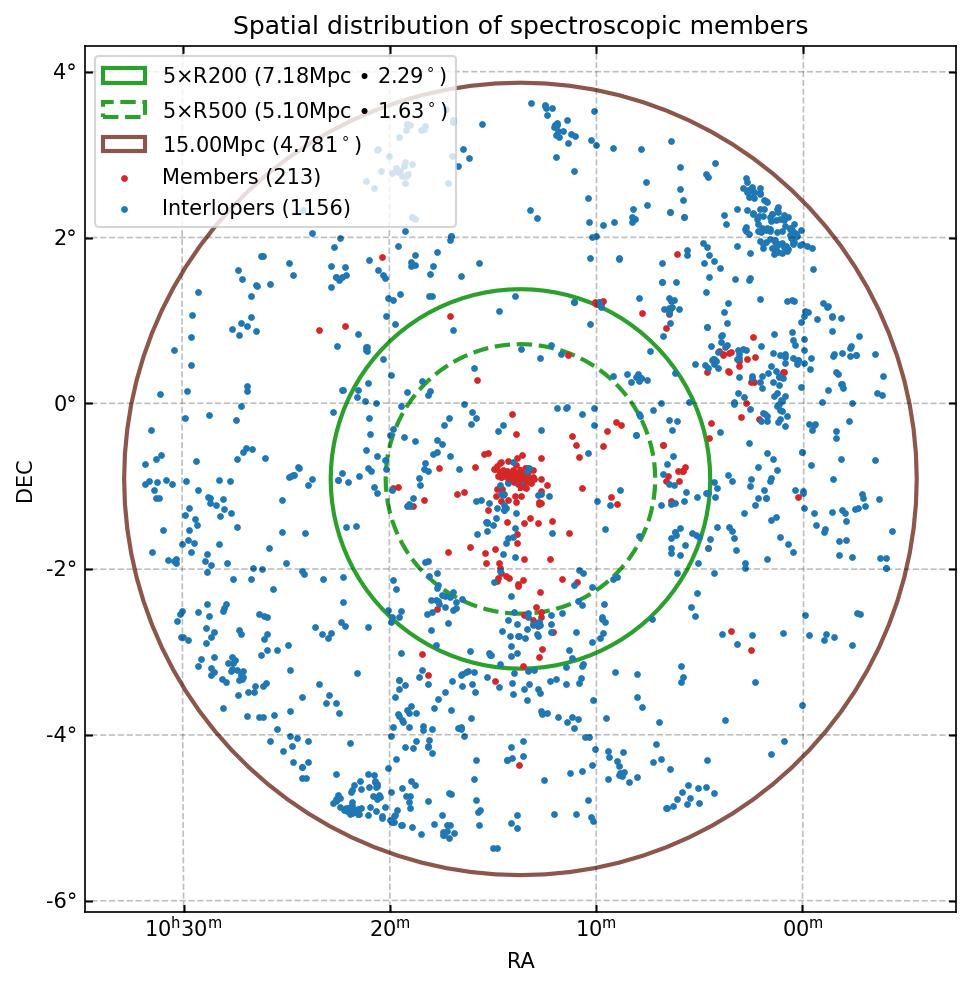 Spatial distribution of spectroscopic members
5×R200 (7.18Mpc • 2.29°)
5×R500 (5.10Mpc • 1.63°)
15.00Mpc (4.781°)
Members (213)
Interlopers (1156)
4°
2°
0°
-2°
-4°
-6°
DEC
10ʰ30ᵐ 20ᵐ 10ᵐ 00ᵐ
RA